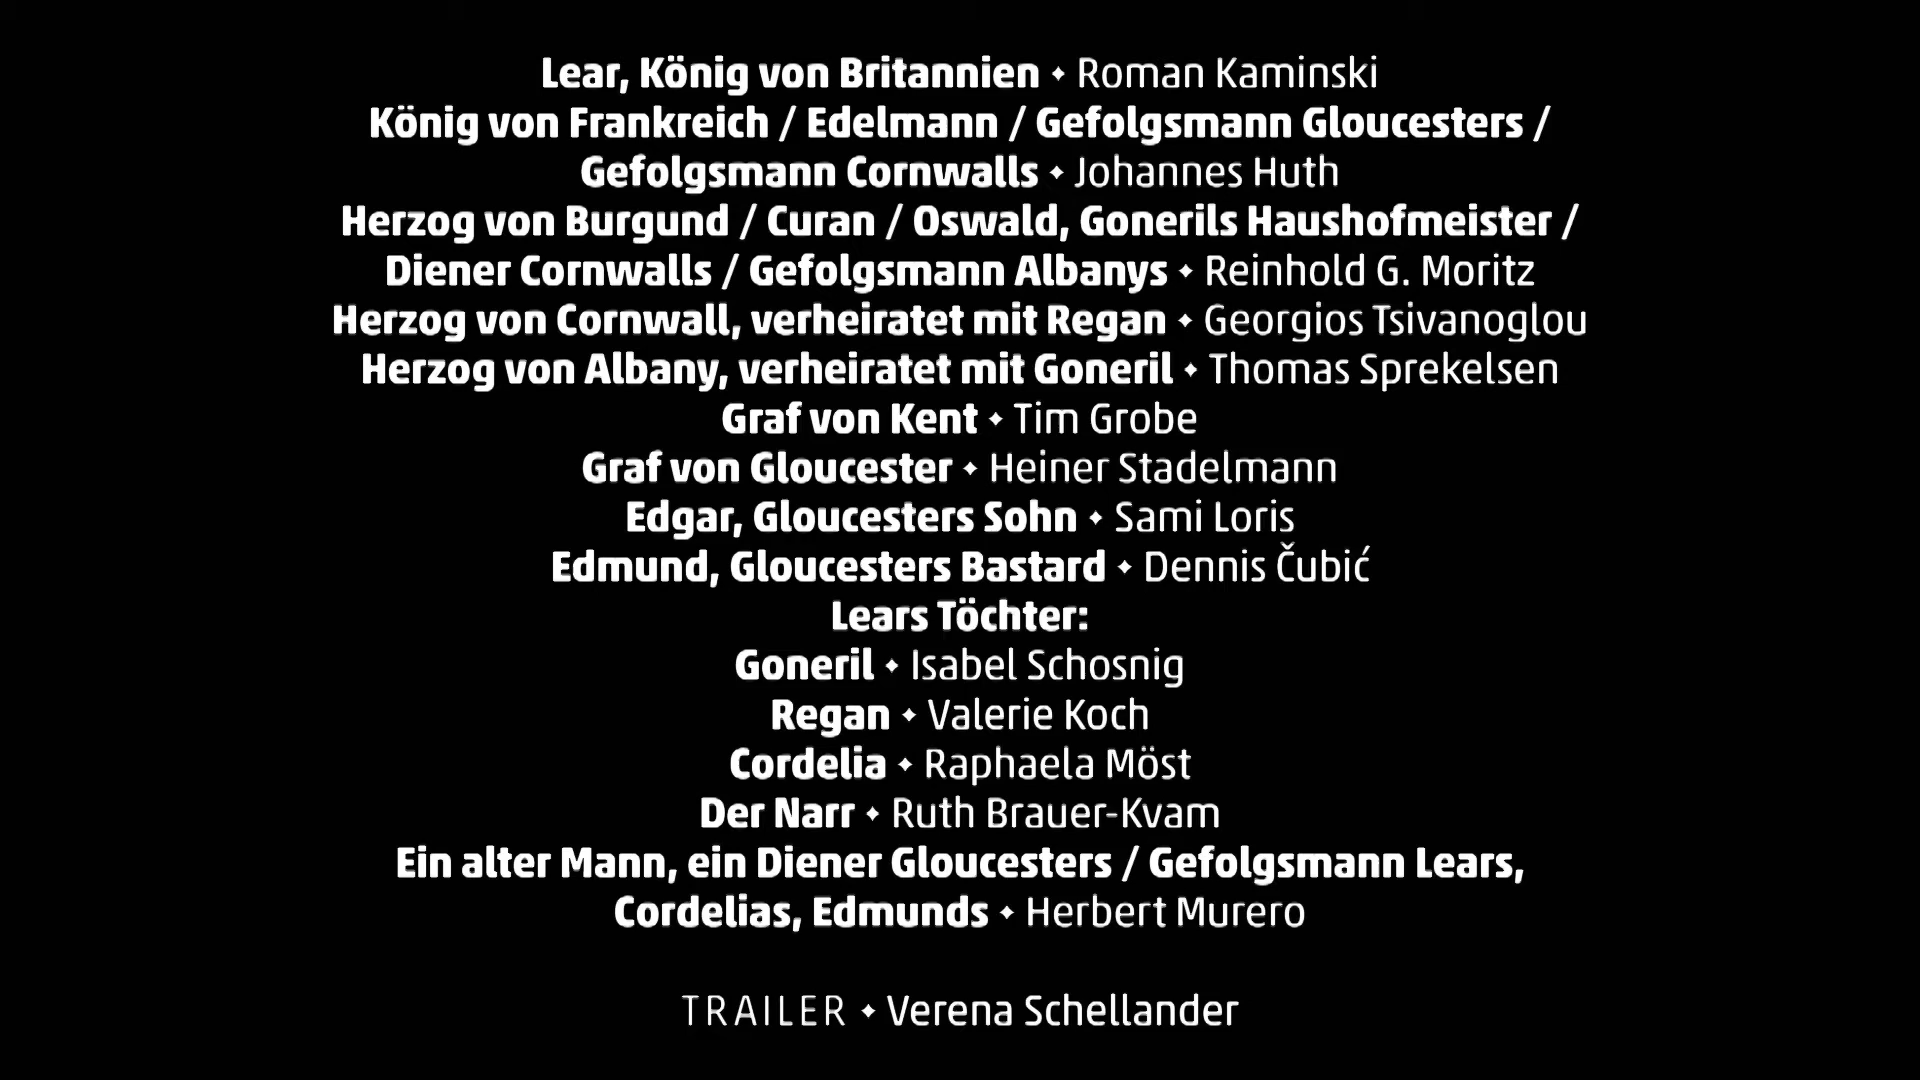 Lear, König von Britannien ⬩ Roman Kaminski
König von Frankreich / Edelmann / Gefolgsmann Gloucesters /
Gefolgsmann Cornwalls ⬩ Johannes Huth
Herzog von Burgund / Curan / Oswald, Gonerils Haushofmeister /
Diener Cornwalls / Gefolgsmann Albanys ⬩ Reinhold G. Moritz
Herzog von Cornwall, verheiratet mit Regan ⬩ Georgios Tsivanoglou
Herzog von Albany, verheiratet mit Goneril ⬩ Thomas Sprekelsen
Graf von Kent ⬩ Tim Grobe
Graf von Gloucester ⬩ Heiner Stadelmann
Edgar, Gloucesters Sohn ⬩ Sami Loris
Edmund, Gloucesters Bastard ⬩ Dennis Čubić
Lears Töchter:
Goneril ⬩ Isabel Schosnig
Regan ⬩ Valerie Koch
Cordelia ⬩ Raphaela Möst
Der Narr ⬩ Ruth Brauer-Kvam
Ein alter Mann, ein Diener Gloucesters / Gefolgsmann Lears,
Cordelias, Edmunds ⬩ Herbert Murero
TRAILER ⬩ Verena Schellander